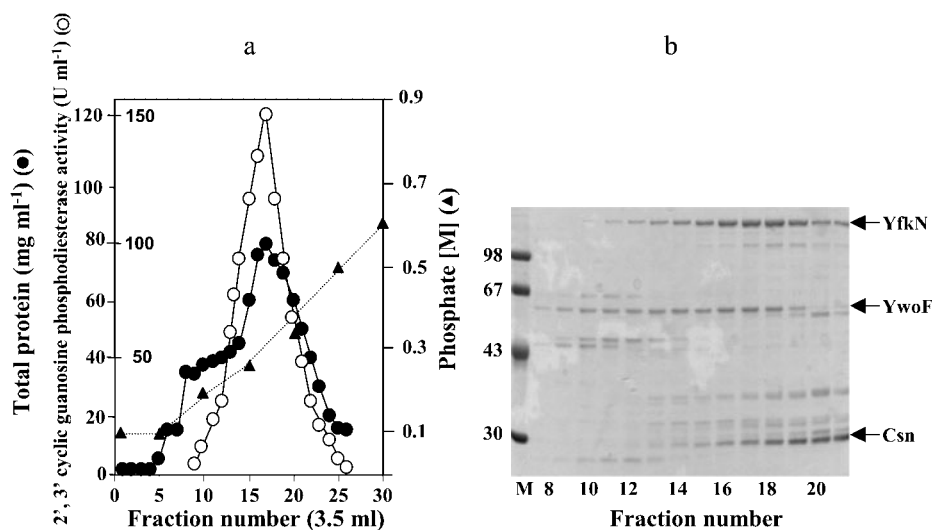 a
b
Total protein (mg ml⁻¹) (●)
2’, 3’ cyclic guanosine phosphodiesterase activity (U ml⁻¹) (○)
120
100
80
60
40
20
0
150
100
50
0.9
0.7
0.5
0.3
0.1
Phosphate [M] (▲)
0 5 10 15 20 25 30
Fraction number (3.5 ml)
98
67
43
30
YfkN
YwoF
Csn
M 8 10 12 14 16 18 20
Fraction number